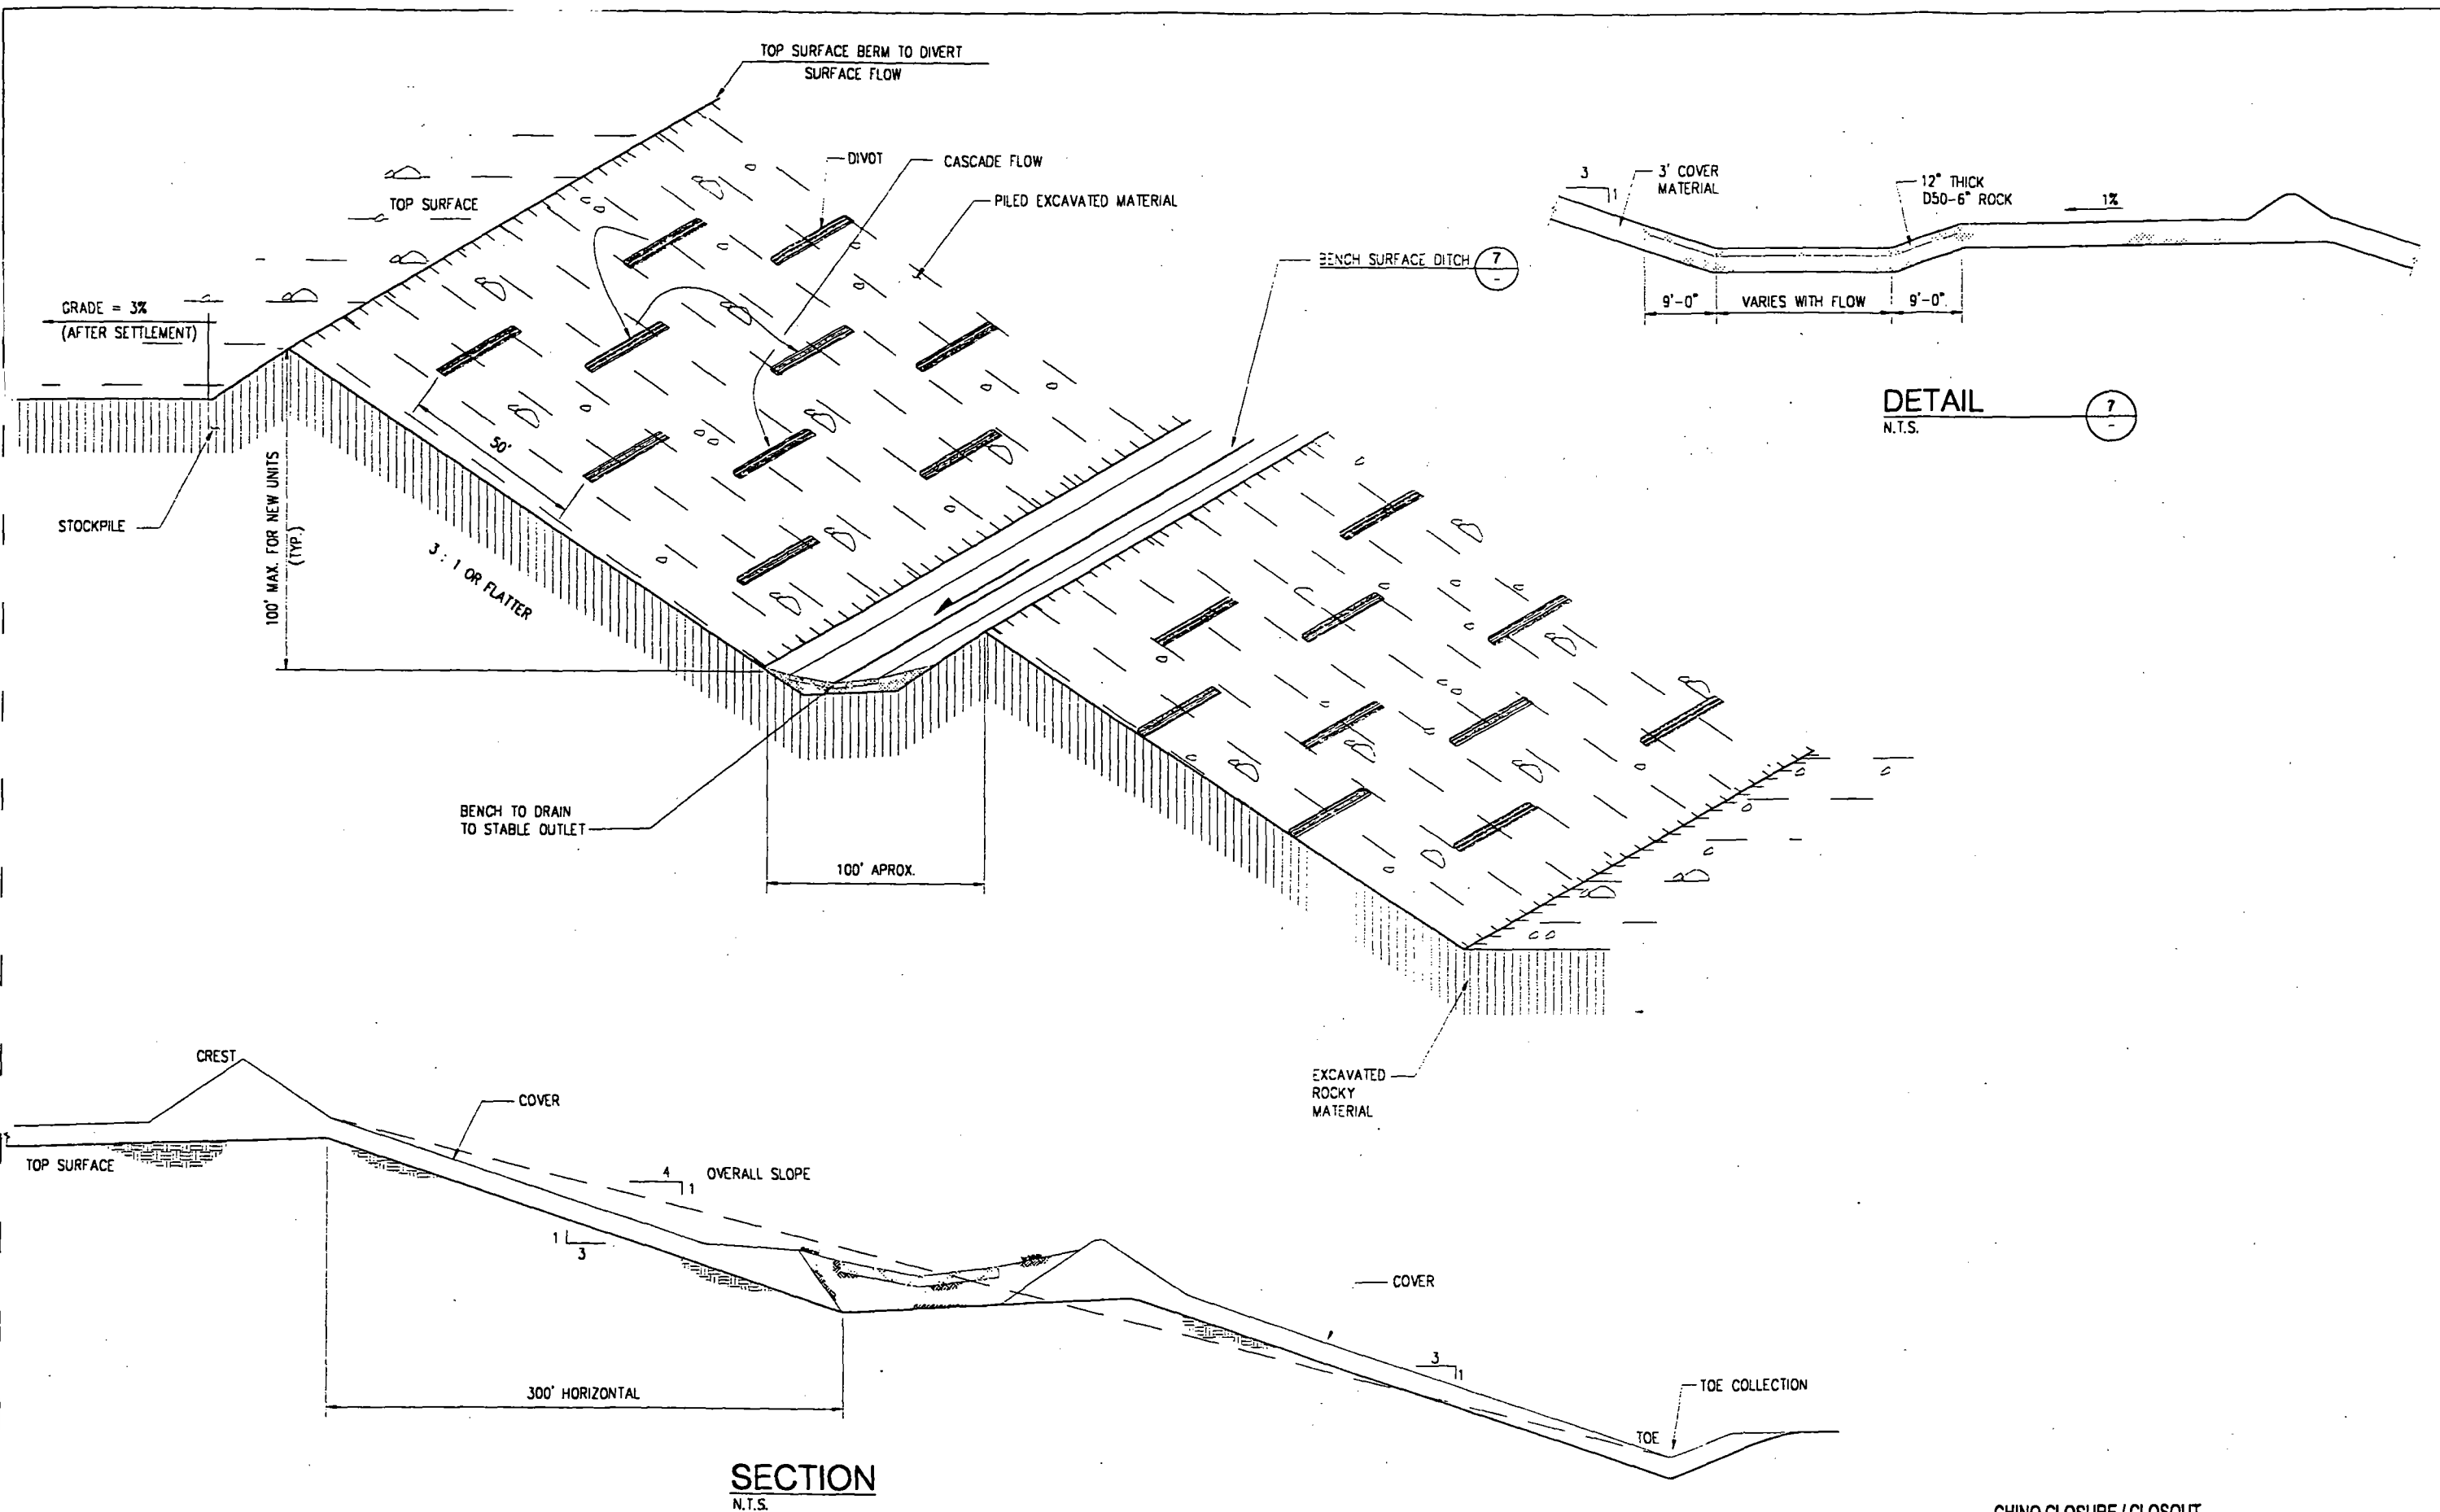 TOP SURFACE BERM TO DIVERT
SURFACE FLOW
DIVOT
CASCADE FLOW
PILED EXCAVATED MATERIAL
TOP SURFACE
GRADE = 3%
(AFTER SETTLEMENT)
STOCKPILE
100' MAX. FOR NEW UNITS
(TYP.)
50'
3 : 1 OR FLATTER
BENCH SURFACE DITCH
7
-
BENCH TO DRAIN
TO STABLE OUTLET
100' APROX.
EXCAVATED
ROCKY
MATERIAL
3
1
3' COVER
MATERIAL
12" THICK
D50-6" ROCK
1%
9'-0"
VARIES WITH FLOW
9'-0"
DETAIL
N.T.S.
7
-
CREST
COVER
TOP SURFACE
4
1
OVERALL SLOPE
1
3
COVER
300' HORIZONTAL
3
1
TOE COLLECTION
TOE
SECTION
N.T.S.
CHINO CLOSURE / CLOSOUT